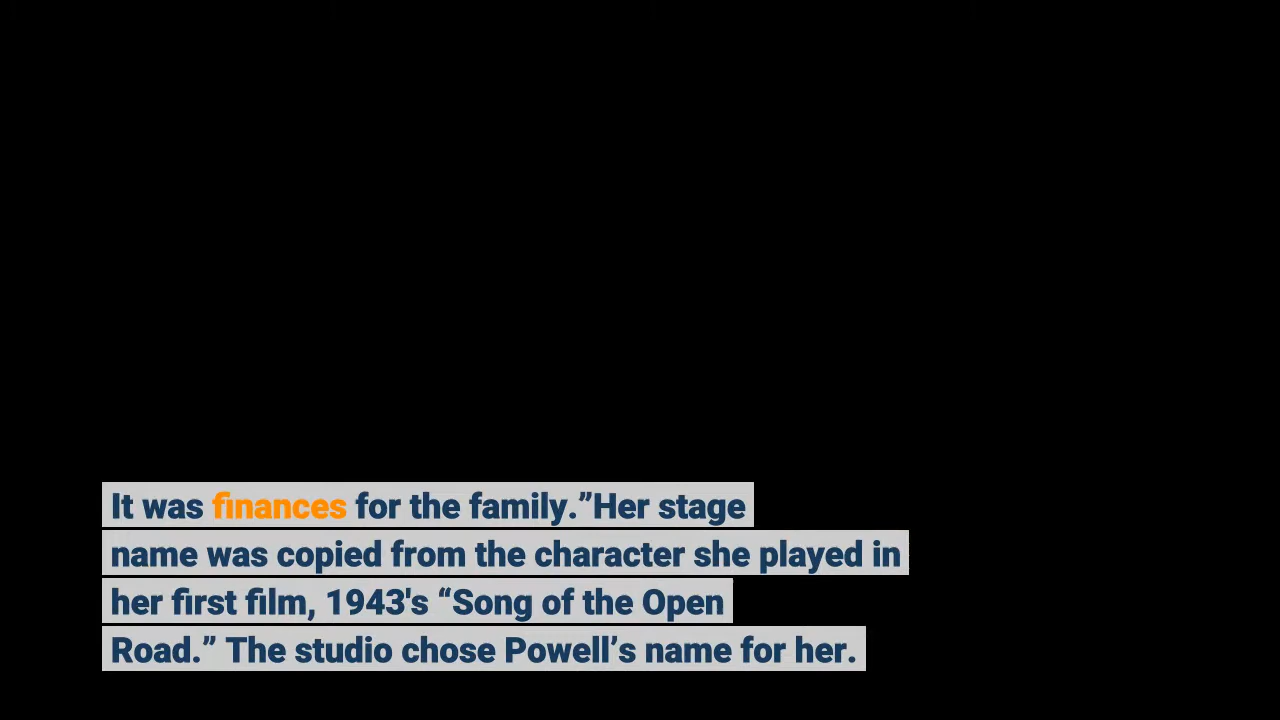 It was finances for the family.”Her stage
name was copied from the character she played in
her first film, 1943's “Song of the Open
Road.” The studio chose Powell’s name for her.